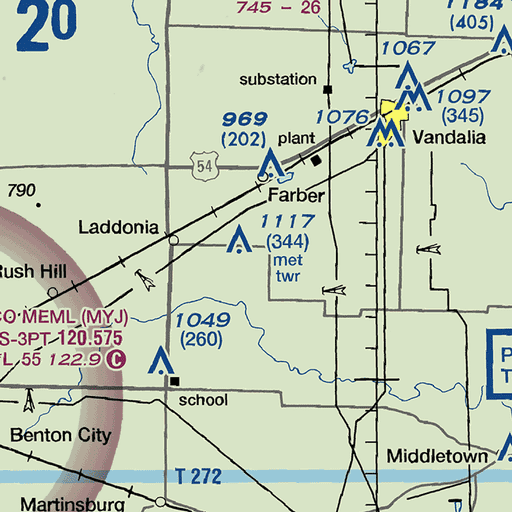 20
745 - 26
1184
(405)
1067
substation
1097
(345)
969
(202)
1076
plant
Vandalia
54
790
Farber
Laddonia
1117
(344)
met
twr
Rush Hill
CO MEML (MYJ)
S-3PT 120.575
L 55 122.9 C
1049
(260)
P
T
school
Benton City
Middletown
T 272
Martinsburg